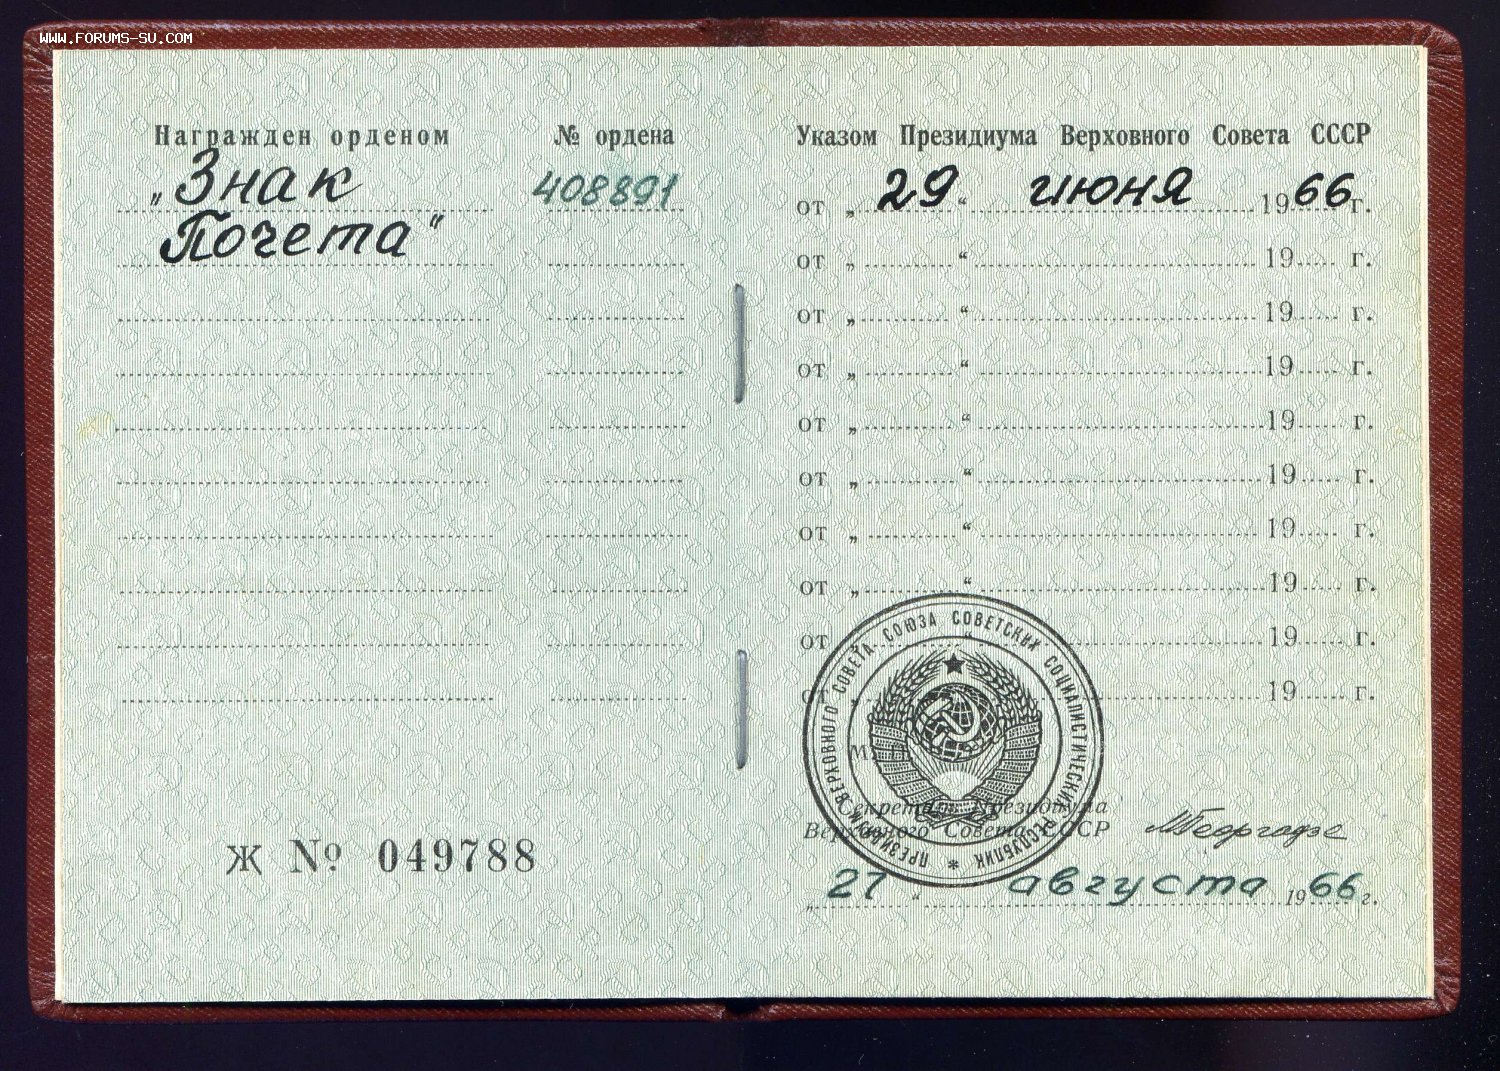 WWW.FORUMS-SU.COM
Награжден орденом № ордена
„Знак 408891
Почета“
Ж № 049788
Указом Президиума Верховного Совета СССР
от „29“ июня 1966 г.
от „ “ 19 г.
от „ “ 19 г.
от „ “ 19 г.
от „ “ 19 г.
от „ “ 19 г.
от „ “ 19 г.
от „ “ 19 г.
от „ “ 19 г.
от „ “ 19 г.
ПРЕЗИДИУМ ВЕРХОВНОГО СОВЕТА СОЮЗА СОВЕТСКИХ СОЦИАЛИСТИЧЕСКИХ РЕСПУБЛИК *
М. П.
Секретарь Президиума
Верховного Совета СССР МГеоргадзе
„27“ августа 1966 г.